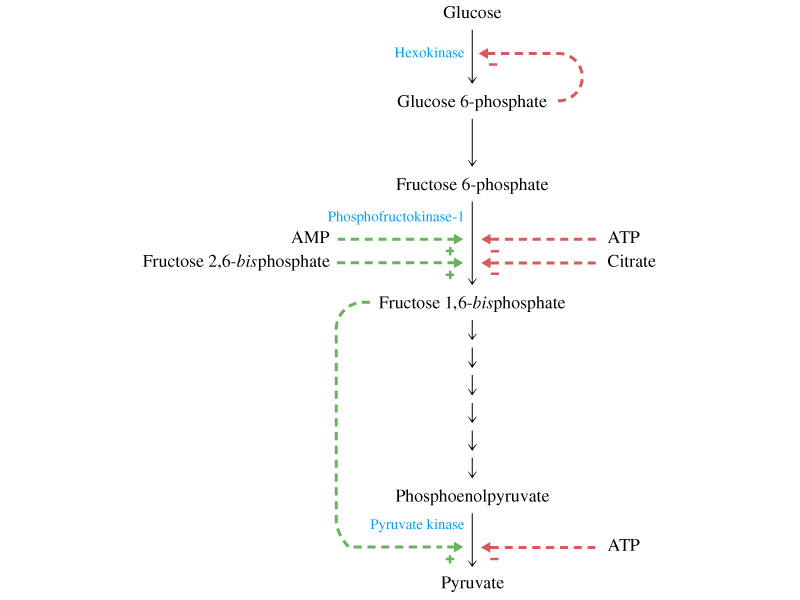 Glucose
Hexokinase
−
Glucose 6-phosphate
Fructose 6-phosphate
Phosphofructokinase-1
AMP
ATP
+
−
Fructose 2,6-bisphosphate
Citrate
+
−
Fructose 1,6-bisphosphate
Phosphoenolpyruvate
Pyruvate kinase
ATP
+
−
Pyruvate